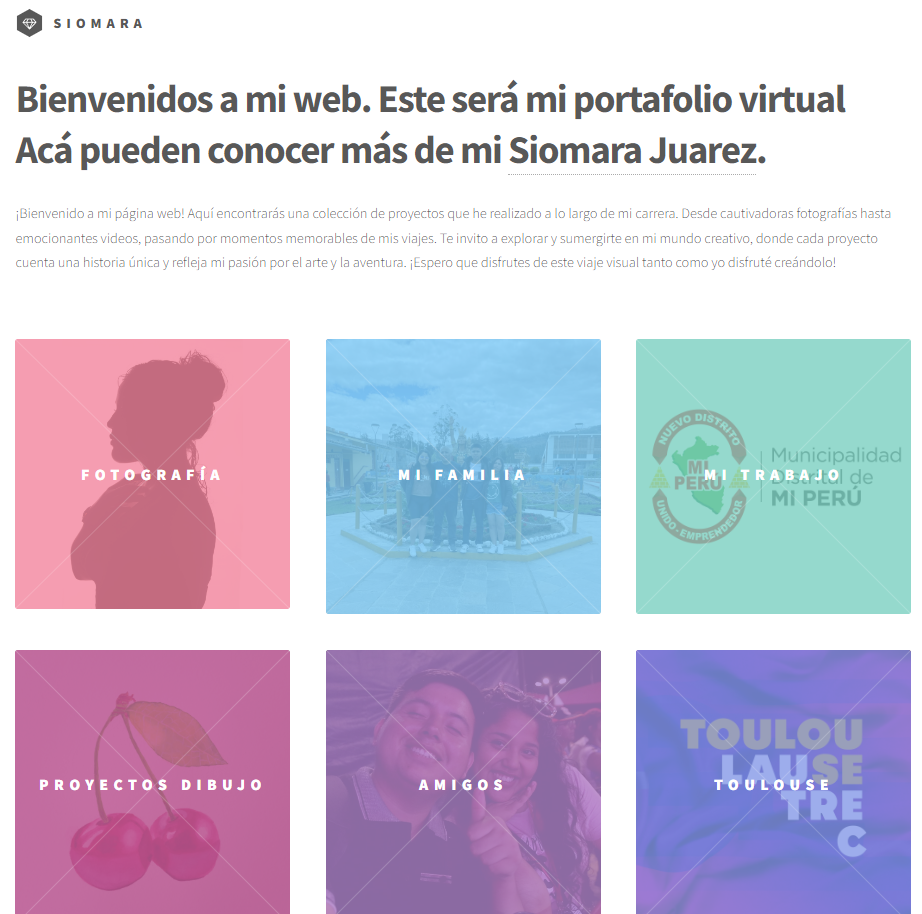 SIOMARA
Bienvenidos a mi web. Este será mi portafolio virtual
Acá pueden conocer más de mi Siomara Juarez.
¡Bienvenido a mi página web! Aquí encontrarás una colección de proyectos que he realizado a lo largo de mi carrera. Desde cautivadoras fotografías hasta
emocionantes videos, pasando por momentos memorables de mis viajes. Te invito a explorar y sumergirte en mi mundo creativo, donde cada proyecto
cuenta una historia única y refleja mi pasión por el arte y la aventura. ¡Espero que disfrutes de este viaje visual tanto como yo disfruté creándolo!
FOTOGRAFÍA
MI FAMILIA
NUEVO DISTRITO
MI
PERÚ
UNIDO - EMPRENDEDOR
Municipalidad
Distrital de
MI PERÚ
MI TRABAJO
PROYECTOS DIBUJO
AMIGOS
TOULOU
LAUSE
TRE
C
TOULOUSE